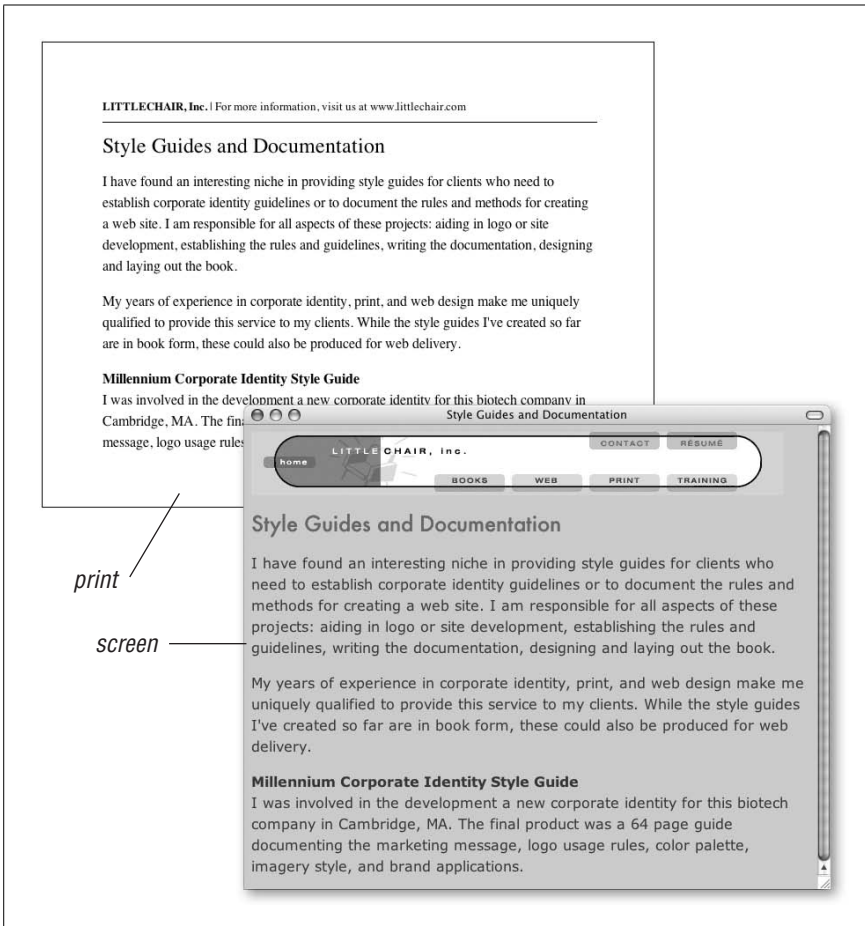 LITTLECHAIR, Inc. | For more information, visit us at www.littlechair.com
Style Guides and Documentation
I have found an interesting niche in providing style guides for clients who need to
establish corporate identity guidelines or to document the rules and methods for creating
a web site. I am responsible for all aspects of these projects: aiding in logo or site
development, establishing the rules and guidelines, writing the documentation, designing
and laying out the book.
My years of experience in corporate identity, print, and web design make me uniquely
qualified to provide this service to my clients. While the style guides I've created so far
are in book form, these could also be produced for web delivery.
Millennium Corporate Identity Style Guide
I was involved in the development a new corporate identity for this biotech company in
Cambridge, MA. The
message, logo usage rules
print
screen
Style Guides and Documentation
home
LITTLE CHAIR, inc.
CONTACT RÉSUMÉ
BOOKS WEB PRINT TRAINING
Style Guides and Documentation
I have found an interesting niche in providing style guides for clients who
need to establish corporate identity guidelines or to document the rules and
methods for creating a web site. I am responsible for all aspects of these
projects: aiding in logo or site development, establishing the rules and
guidelines, writing the documentation, designing and laying out the book.
My years of experience in corporate identity, print, and web design make me
uniquely qualified to provide this service to my clients. While the style guides
I've created so far are in book form, these could also be produced for web
delivery.
Millennium Corporate Identity Style Guide
I was involved in the development a new corporate identity for this biotech
company in Cambridge, MA. The final product was a 64 page guide
documenting the marketing message, logo usage rules, color palette,
imagery style, and brand applications.